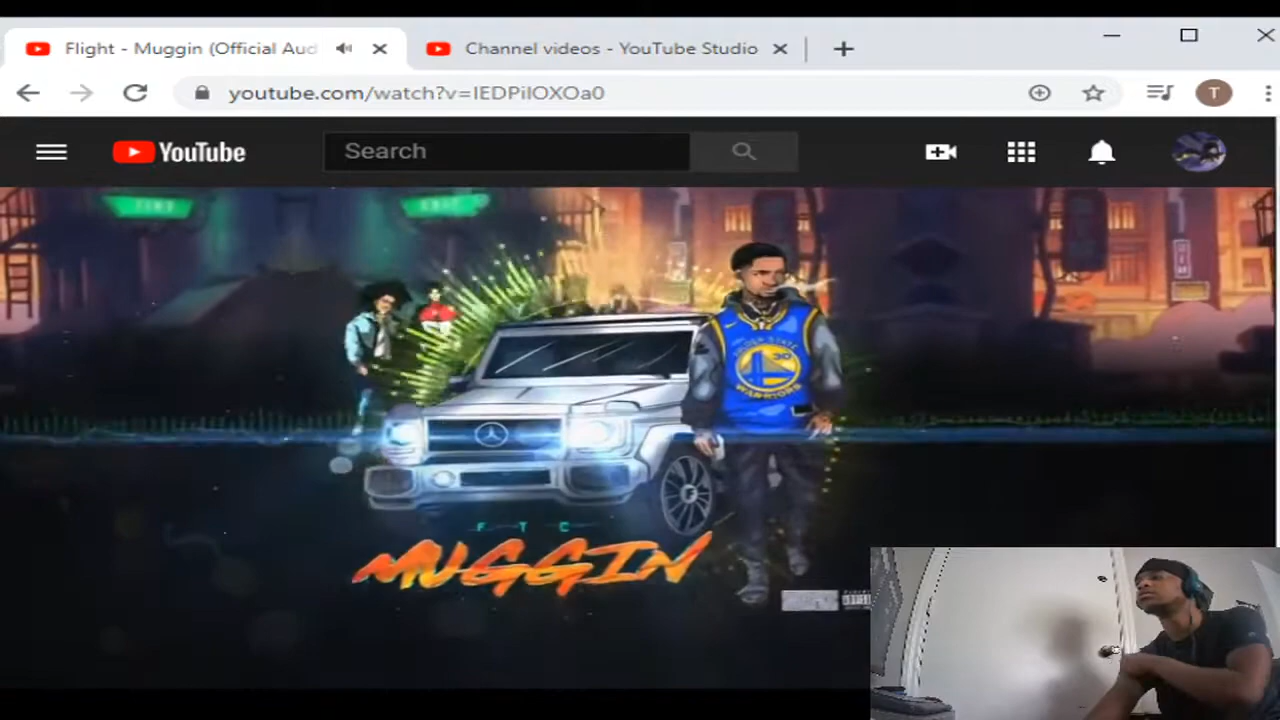 Flight - Muggin (Official Aud
Channel videos - YouTube Studio
youtube.com/watch?v=IEDPilOXOa0
T
YouTube
Search
GOLDEN STATE
30
WARRIORS
F T C
MUGGIN